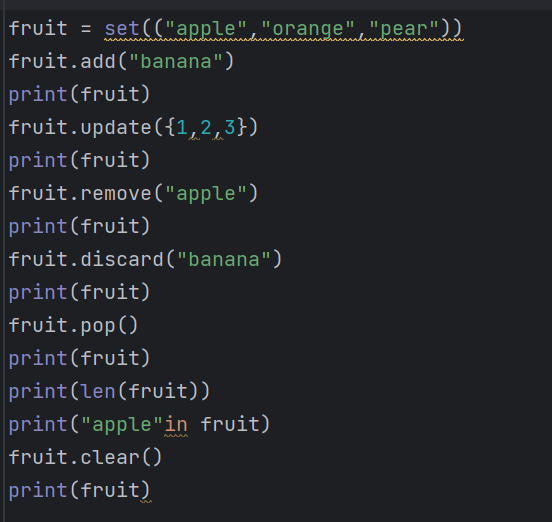 fruit = set(("apple","orange","pear"))
fruit.add("banana")
print(fruit)
fruit.update({1,2,3})
print(fruit)
fruit.remove("apple")
print(fruit)
fruit.discard("banana")
print(fruit)
fruit.pop()
print(fruit)
print(len(fruit))
print("apple"in fruit)
fruit.clear()
print(fruit)